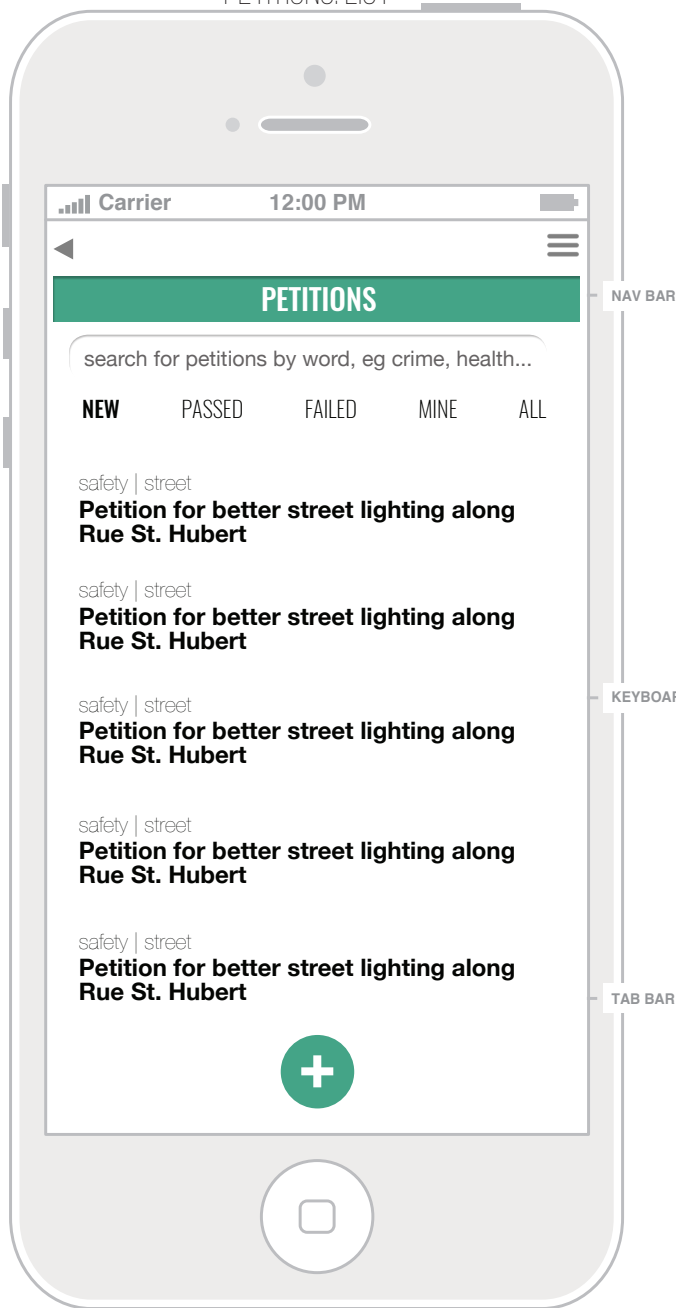 PETITIONS: LIST
Carrier 12:00 PM
PETITIONS
NAV BAR
search for petitions by word, eg crime, health...
NEW PASSED FAILED MINE ALL
safety | street
Petition for better street lighting along
Rue St. Hubert
safety | street
Petition for better street lighting along
Rue St. Hubert
safety | street
Petition for better street lighting along
Rue St. Hubert
KEYBOAR
safety | street
Petition for better street lighting along
Rue St. Hubert
safety | street
Petition for better street lighting along
Rue St. Hubert
TAB BAR